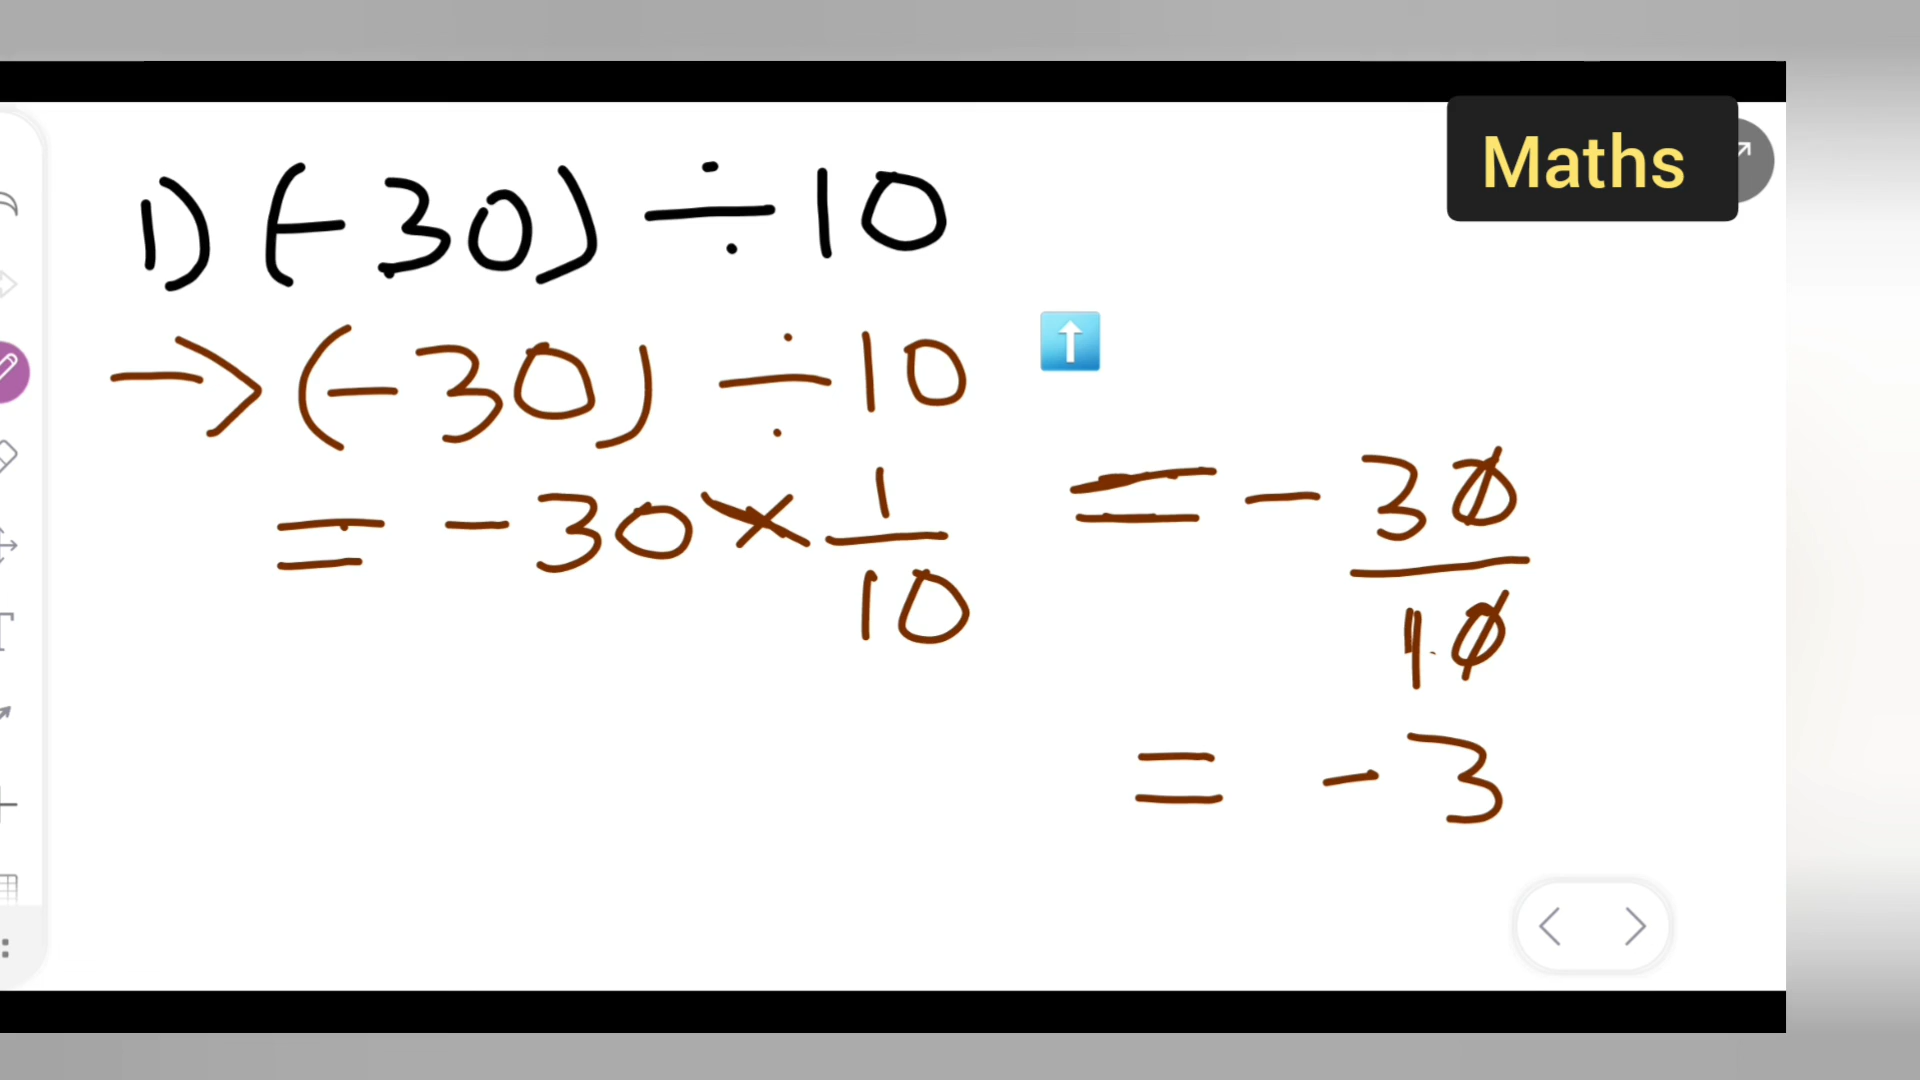 Maths
1) (-30) ÷ 10
→ (-30) ÷ 10
= -30 × 1/10
= -30/10
= -3